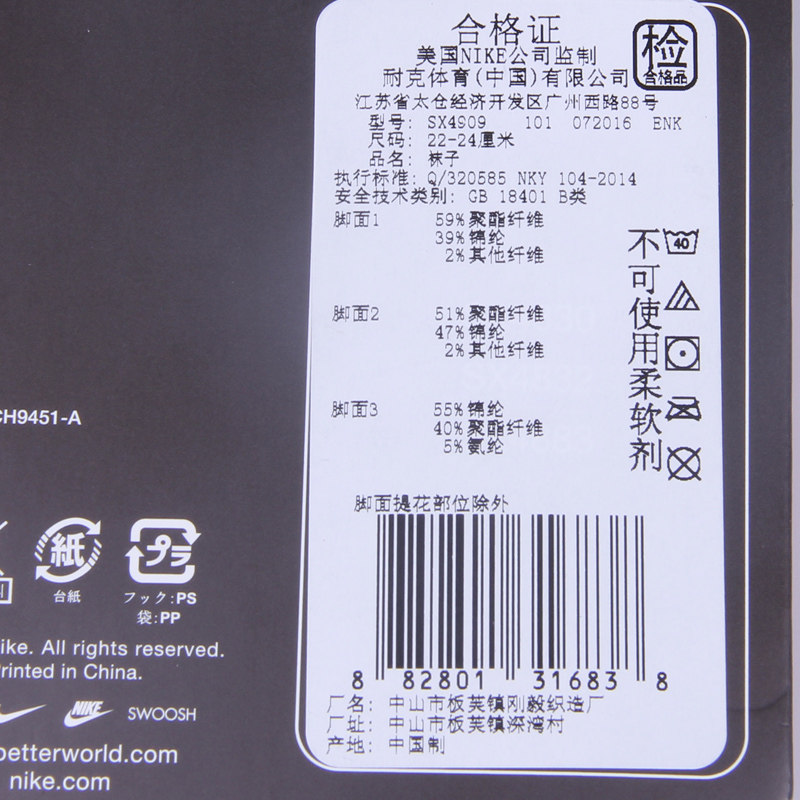 合格证
检
合格品
美国NIKE公司监制
耐克体育(中国)有限公司
江苏省太仓经济开发区广州西路88号
型号: SX4909 101 072016 ENK
尺码: 22-24厘米
品名: 袜子
执行标准: Q/320585 NKY 104-2014
安全技术类别: GB 18401 B类
脚面1 59%聚酯纤维
39%锦纶
2%其他纤维
脚面2 51%聚酯纤维
47%锦纶
2%其他纤维
脚面3 55%锦纶
40%聚酯纤维
5%氨纶
不可使用柔软剂
40
脚面提花部位除外
8 82801 31683 8
厂名: 中山市板芙镇刚毅织造厂
厂址: 中山市板芙镇深湾村
产地: 中国制
CH9451-A
紙
台紙
プラ
フック:PS
袋:PP
ike. All rights reserved.
rinted in China.
NIKE
SWOOSH
betterworld.com
nike.com